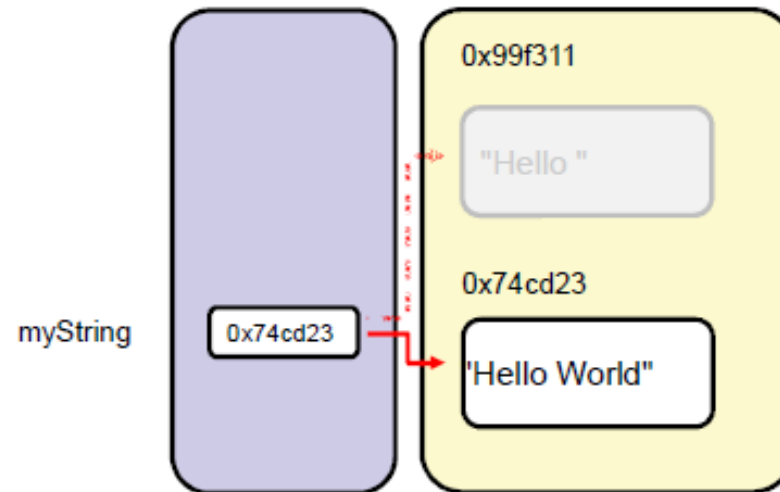 0x99f311
"Hello "
0x74cd23
myString
0x74cd23
"Hello World"